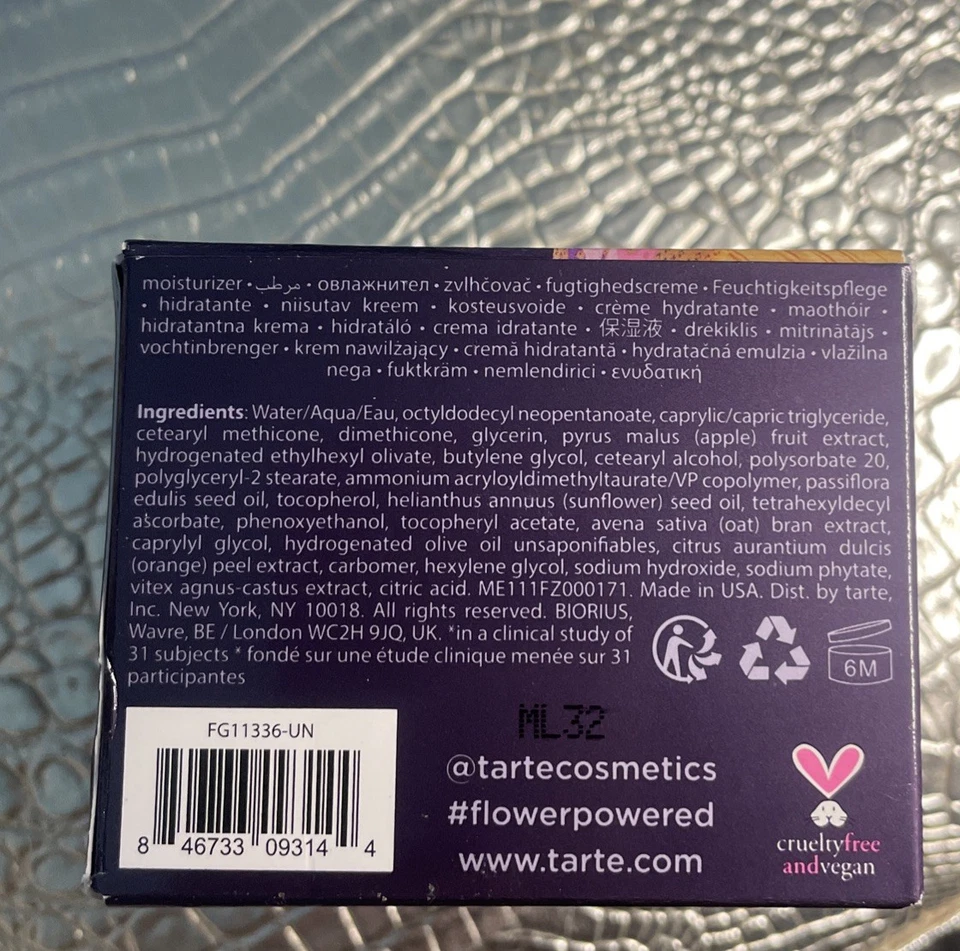 moisturizer • مرطب • овлажнител • zvlhčovač • fugtighedscreme • Feuchtigkeitspflege
• hidratante • niisutav kreem • kosteusvoide • crème hydratante • maothóir •
hidratantna krema • hidratáló • crema idratante • 保湿液 • drėkiklis • mitrinātājs •
vochtinbrenger • krem nawilżający • cremă hidratantă • hydratačná emulzia • vlažilna
nega • fuktkräm • nemlendirici • ενυδατική
Ingredients: Water/Aqua/Eau, octyldodecyl neopentanoate, caprylic/capric triglyceride,
cetearyl methicone, dimethicone, glycerin, pyrus malus (apple) fruit extract,
hydrogenated ethylhexyl olivate, butylene glycol, cetearyl alcohol, polysorbate 20,
polyglyceryl-2 stearate, ammonium acryloyldimethyltaurate/VP copolymer, passiflora
edulis seed oil, tocopherol, helianthus annuus (sunflower) seed oil, tetrahexyldecyl
ascorbate, phenoxyethanol, tocopheryl acetate, avena sativa (oat) bran extract,
caprylyl glycol, hydrogenated olive oil unsaponifiables, citrus aurantium dulcis
(orange) peel extract, carbomer, hexylene glycol, sodium hydroxide, sodium phytate,
vitex agnus-castus extract, citric acid. ME111FZ000171. Made in USA. Dist. by tarte,
Inc. New York, NY 10018. All rights reserved. BIORIUS,
Wavre, BE / London WC2H 9JQ, UK. *in a clinical study of
31 subjects * fondé sur une étude clinique menée sur 31
participantes
6M
FG11336-UN
8 46733 09314 4
ML32
@tartecosmetics
#flowerpowered
www.tarte.com
crueltyfree
andvegan